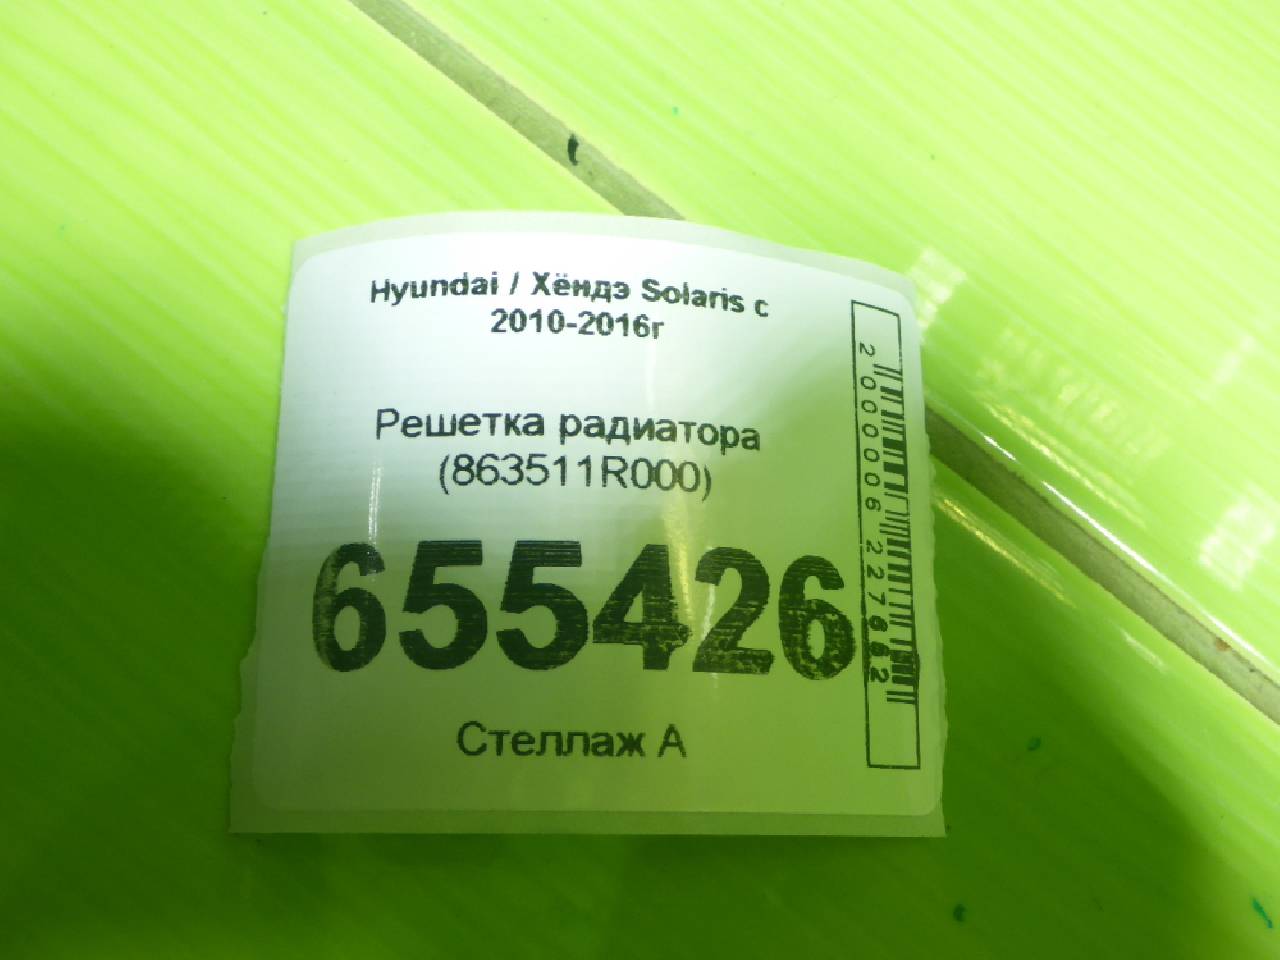 Hyundai / Хёндэ Solaris с
2010-2016г
Решетка радиатора
(863511R000)
655426
Стеллаж А
2000006227662